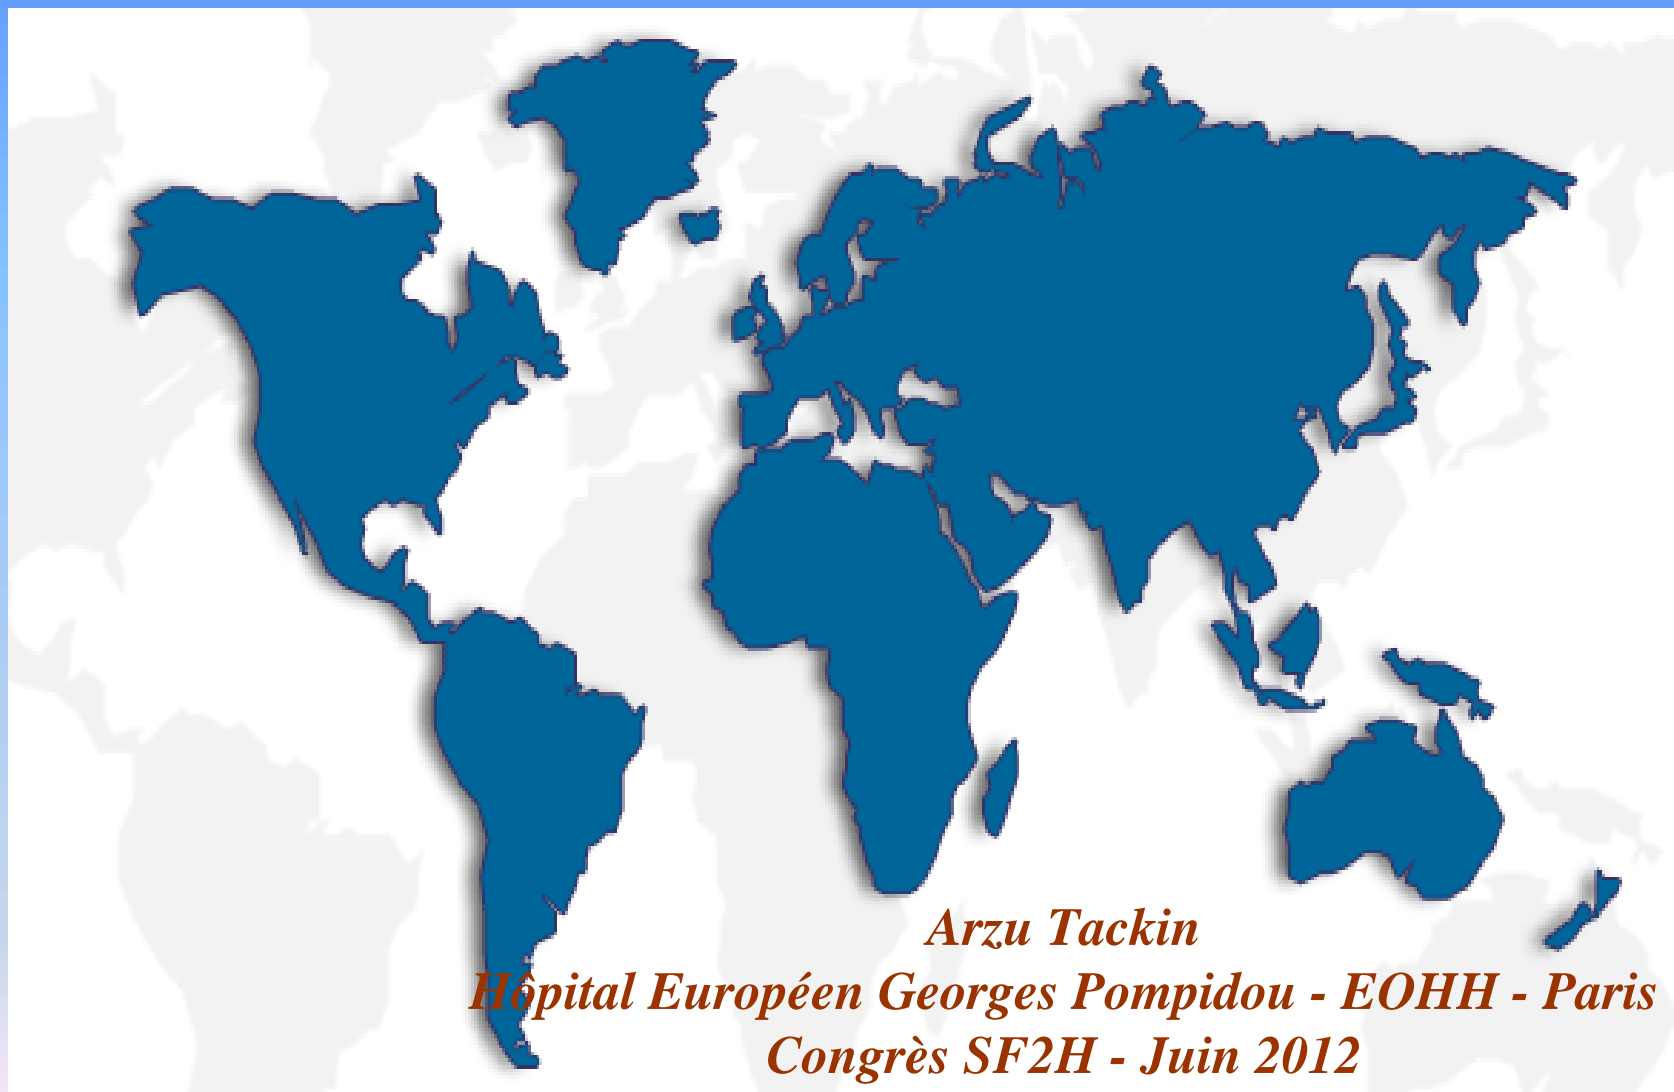 Arzu Tackin
Hôpital Européen Georges Pompidou - EOHH - Paris
Congrès SF2H - Juin 2012